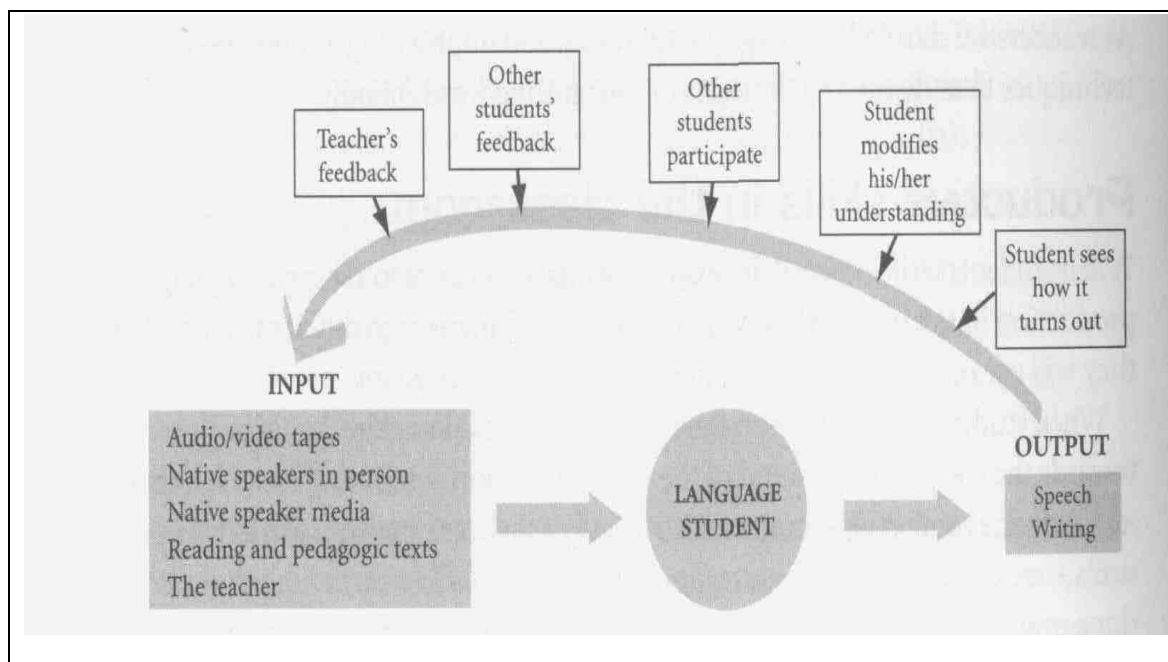 Teacher's
feedback
Other
students'
feedback
Other
students
participate
Student
modifies
his/her
understanding
Student sees
how it
turns out
INPUT
Audio/video tapes
Native speakers in person
Native speaker media
Reading and pedagogic texts
The teacher
LANGUAGE
STUDENT
OUTPUT
Speech
Writing